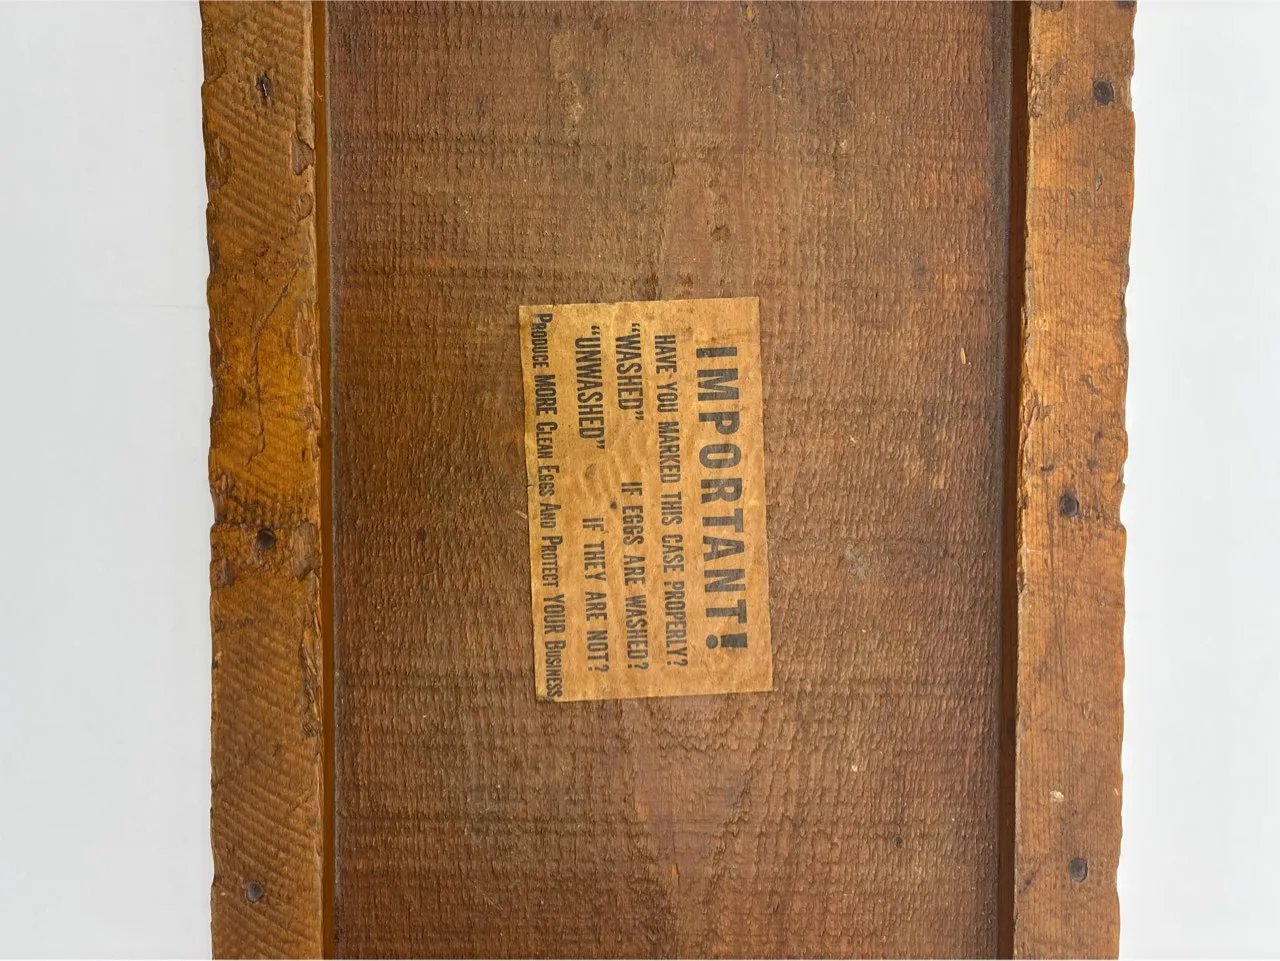 IMPORTANT!
HAVE YOU MARKED THIS CASE PROPERLY?
"WASHED" IF EGGS ARE WASHED?
"UNWASHED" IF THEY ARE NOT?
PRODUCE MORE CLEAN EGGS AND PROTECT YOUR BUSINESS